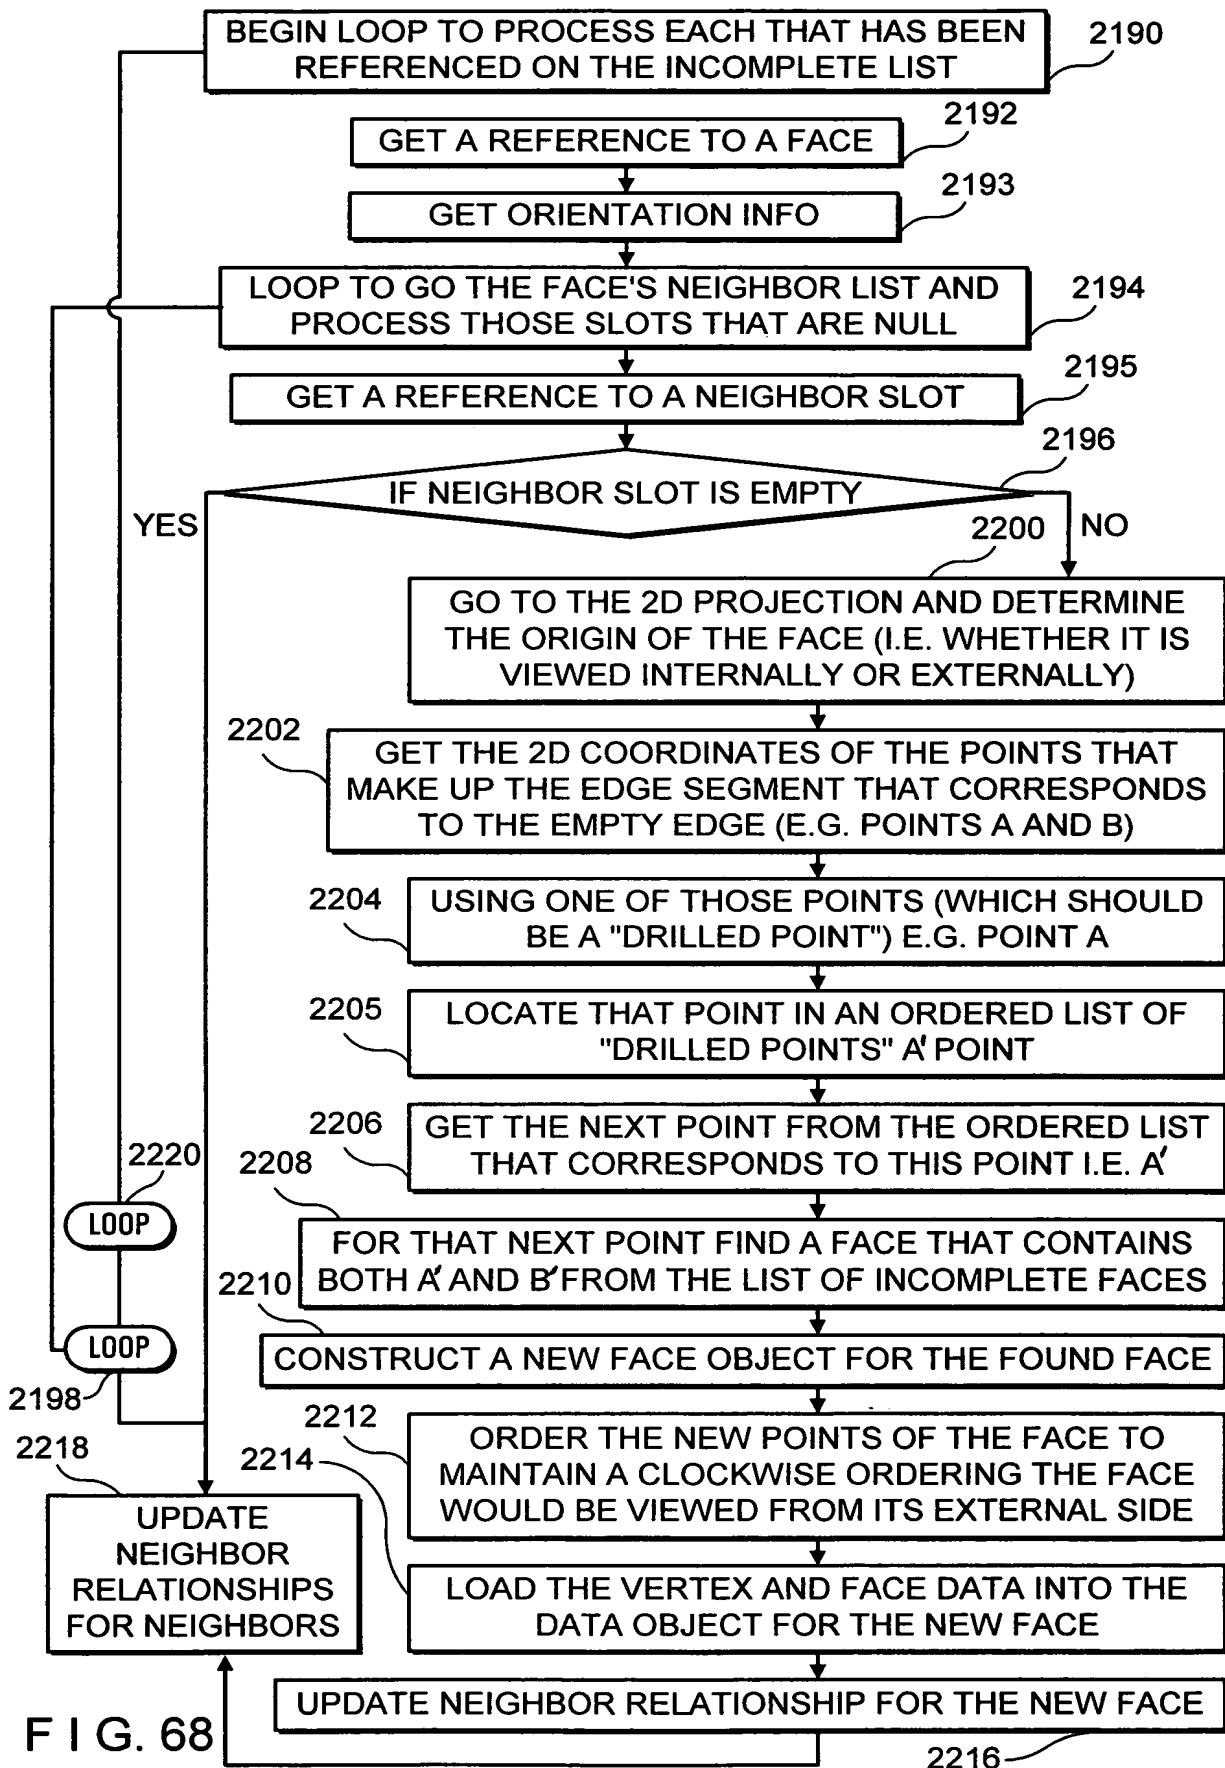 BEGIN LOOP TO PROCESS EACH THAT HAS BEEN
REFERENCED ON THE INCOMPLETE LIST
2190
2192
GET A REFERENCE TO A FACE
2193
GET ORIENTATION INFO
LOOP TO GO THE FACE'S NEIGHBOR LIST AND
PROCESS THOSE SLOTS THAT ARE NULL
2194
2195
GET A REFERENCE TO A NEIGHBOR SLOT
2196
IF NEIGHBOR SLOT IS EMPTY
YES
NO
2200
GO TO THE 2D PROJECTION AND DETERMINE
THE ORIGIN OF THE FACE (I.E. WHETHER IT IS
VIEWED INTERNALLY OR EXTERNALLY)
2202
GET THE 2D COORDINATES OF THE POINTS THAT
MAKE UP THE EDGE SEGMENT THAT CORRESPONDS
TO THE EMPTY EDGE (E.G. POINTS A AND B)
2204
USING ONE OF THOSE POINTS (WHICH SHOULD
BE A "DRILLED POINT") E.G. POINT A
2205
LOCATE THAT POINT IN AN ORDERED LIST OF
"DRILLED POINTS" A' POINT
2206
GET THE NEXT POINT FROM THE ORDERED LIST
THAT CORRESPONDS TO THIS POINT I.E. A'
2220
2208
LOOP
FOR THAT NEXT POINT FIND A FACE THAT CONTAINS
BOTH A' AND B' FROM THE LIST OF INCOMPLETE FACES
2210
LOOP
CONSTRUCT A NEW FACE OBJECT FOR THE FOUND FACE
2198
2212
ORDER THE NEW POINTS OF THE FACE TO
MAINTAIN A CLOCKWISE ORDERING THE FACE
WOULD BE VIEWED FROM ITS EXTERNAL SIDE
2218
2214
UPDATE
NEIGHBOR
RELATIONSHIPS
FOR NEIGHBORS
LOAD THE VERTEX AND FACE DATA INTO THE
DATA OBJECT FOR THE NEW FACE
UPDATE NEIGHBOR RELATIONSHIP FOR THE NEW FACE
2216
F I G. 68